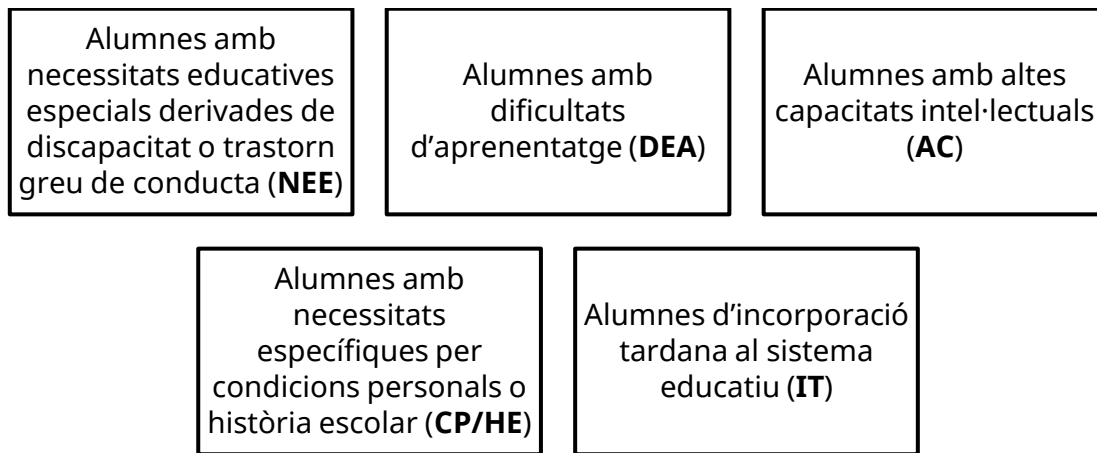 Alumnes amb
necessitats educatives
especials derivades de
discapacitat o trastorn
greu de conducta (NEE)
Alumnes amb
dificultats
d’aprenentatge (DEA)
Alumnes amb altes
capacitats intel·lectuals
(AC)
Alumnes amb
necessitats
específiques per
condicions personals o
història escolar (CP/HE)
Alumnes d’incorporació
tardana al sistema
educatiu (IT)